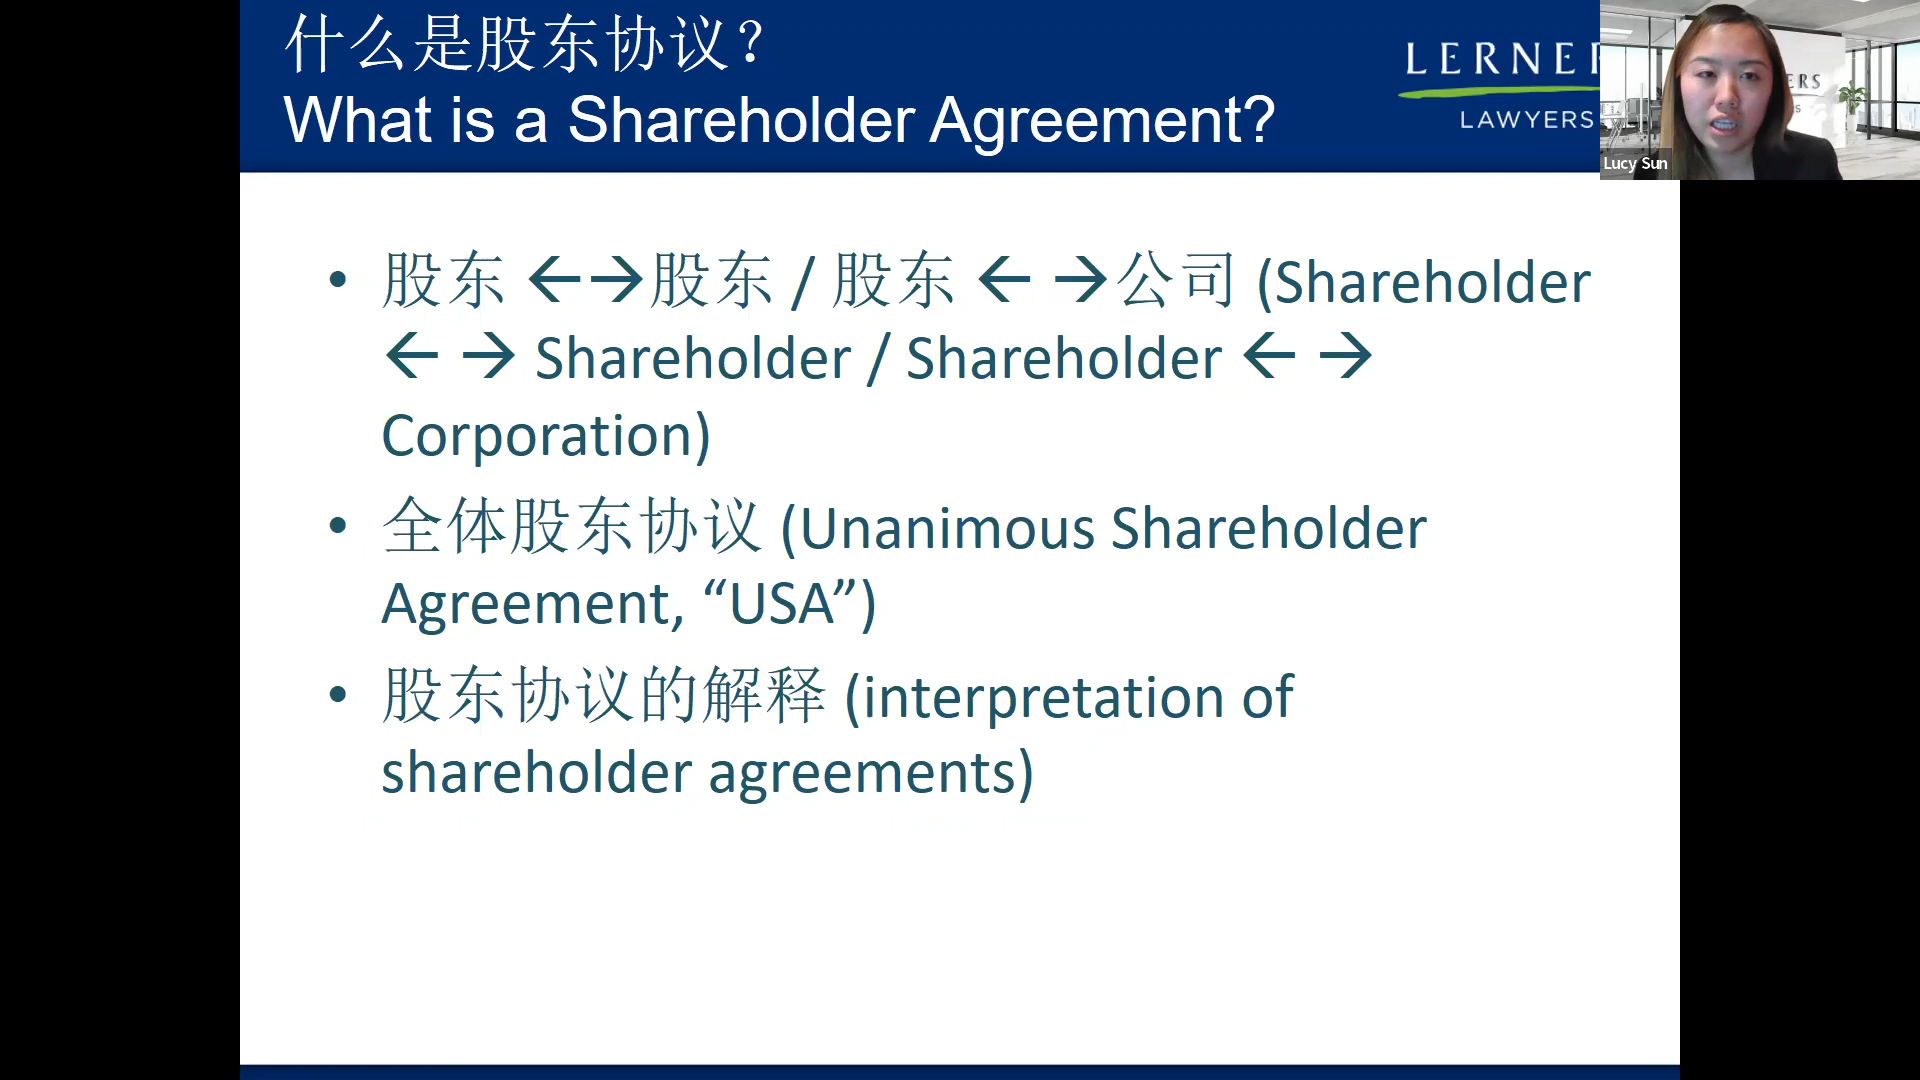 什么是股东协议？
What is a Shareholder Agreement?
LERNER
LAWYERS
ERS
Lucy Sun
• 股东 ←→股东 / 股东 ← →公司 (Shareholder
← → Shareholder / Shareholder ← →
Corporation)
• 全体股东协议 (Unanimous Shareholder
Agreement, “USA”)
• 股东协议的解释 (interpretation of
shareholder agreements)